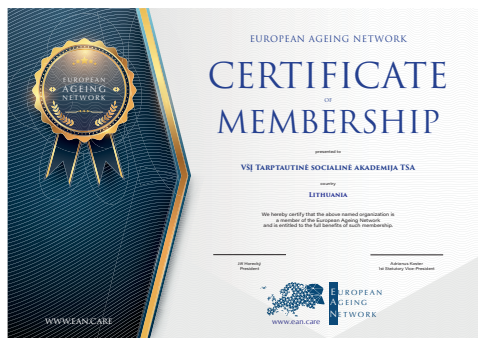 EUROPEAN AGEING NETWORK
CERTIFICATE
OF
MEMBERSHIP
presented to
VŠJ Tarptautinė socialinė akademija TSA
country
Lithuania
We hereby certify that the above named organization is
a member of the European Ageing Network
and is entitled to the full benefits of such membership.
Jiří Horecký
President
Adrianus Koster
1st Statutory Vice-President
EUROPEAN
AGEING
NETWORK
www.ean.care
EUROPEAN
AGEING
NETWORK
WWW.EAN.CARE